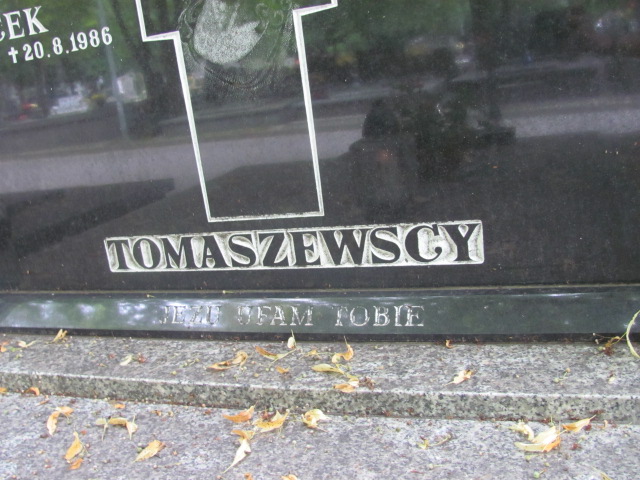 CEK
+20.8.1986
TOMASZEWSCY
JEZU UFAM TOBIE